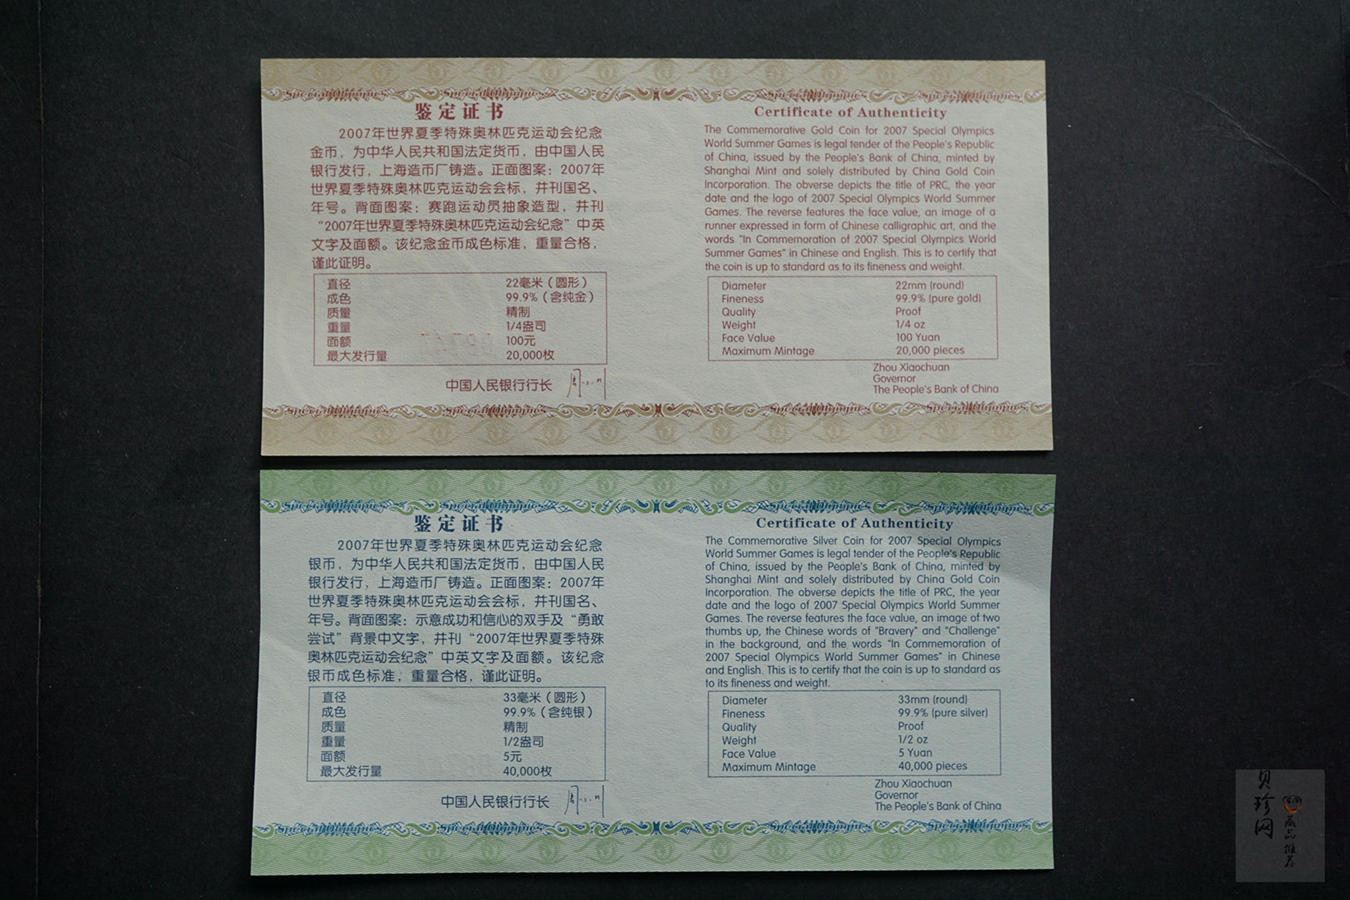 鉴定证书
2007年世界夏季特殊奥林匹克运动会纪念
金币，为中华人民共和国法定货币，由中国人民
银行发行，上海造币厂铸造。正面图案：2007年
世界夏季特殊奥林匹克运动会会标，并刊国名、
年号。背面图案：赛跑运动员抽象造型，并刊
“2007年世界夏季特殊奥林匹克运动会纪念”中英
文字及面额。该纪念金币成色标准，重量合格，
谨此证明。
直径 22毫米（圆形）
成色 99.9%（含纯金）
质量 精制
重量 1/4盎司
面额 100元
最大发行量 20,000枚
中国人民银行行长
Certificate of Authenticity
The Commemorative Gold Coin for 2007 Special Olympics
World Summer Games is legal tender of the People's Republic
of China, issued by the People's Bank of China, minted by
Shanghai Mint and solely distributed by China Gold Coin
Incorporation. The obverse depicts the title of PRC, the year
date and the logo of 2007 Special Olympics World Summer
Games. The reverse features the face value, an image of a
runner expressed in form of Chinese calligraphic art, and the
words "In Commemoration of 2007 Special Olympics World
Summer Games" in Chinese and English. This is to certify that
the coin is up to standard as to its fineness and weight.
Diameter 22mm (round)
Fineness 99.9% (pure gold)
Quality Proof
Weight 1/4 oz
Face Value 100 Yuan
Maximum Mintage 20,000 pieces
Zhou Xiaochuan
Governor
The People's Bank of China
鉴定证书
2007年世界夏季特殊奥林匹克运动会纪念
银币，为中华人民共和国法定货币，由中国人民
银行发行，上海造币厂铸造。正面图案：2007年
世界夏季特殊奥林匹克运动会会标，并刊国名、
年号。背面图案：示意成功和信心的双手及“勇敢
尝试”背景中文字，并刊“2007年世界夏季特殊
奥林匹克运动会纪念”中英文字及面额。该纪念
银币成色标准，重量合格，谨此证明。
直径 33毫米（圆形）
成色 99.9%（含纯银）
质量 精制
重量 1/2盎司
面额 5元
最大发行量 40,000枚
中国人民银行行长
Certificate of Authenticity
The Commemorative Silver Coin for 2007 Special Olympics
World Summer Games is legal tender of the People's Republic
of China, issued by the People's Bank of China, minted by
Shanghai Mint and solely distributed by China Gold Coin
Incorporation. The obverse depicts the title of PRC, the year
date and the logo of 2007 Special Olympics World Summer
Games. The reverse features the face value, an image of two
thumbs up, the Chinese words of "Bravery" and "Challenge"
in the background, and the words "In Commemoration of
2007 Special Olympics World Summer Games" in Chinese
and English. This is to certify that the coin is up to standard as
to its fineness and weight.
Diameter 33mm (round)
Fineness 99.9% (pure silver)
Quality Proof
Weight 1/2 oz
Face Value 5 Yuan
Maximum Mintage 40,000 pieces
Zhou Xiaochuan
Governor
The People's Bank of China
贝珍网
藏品推荐